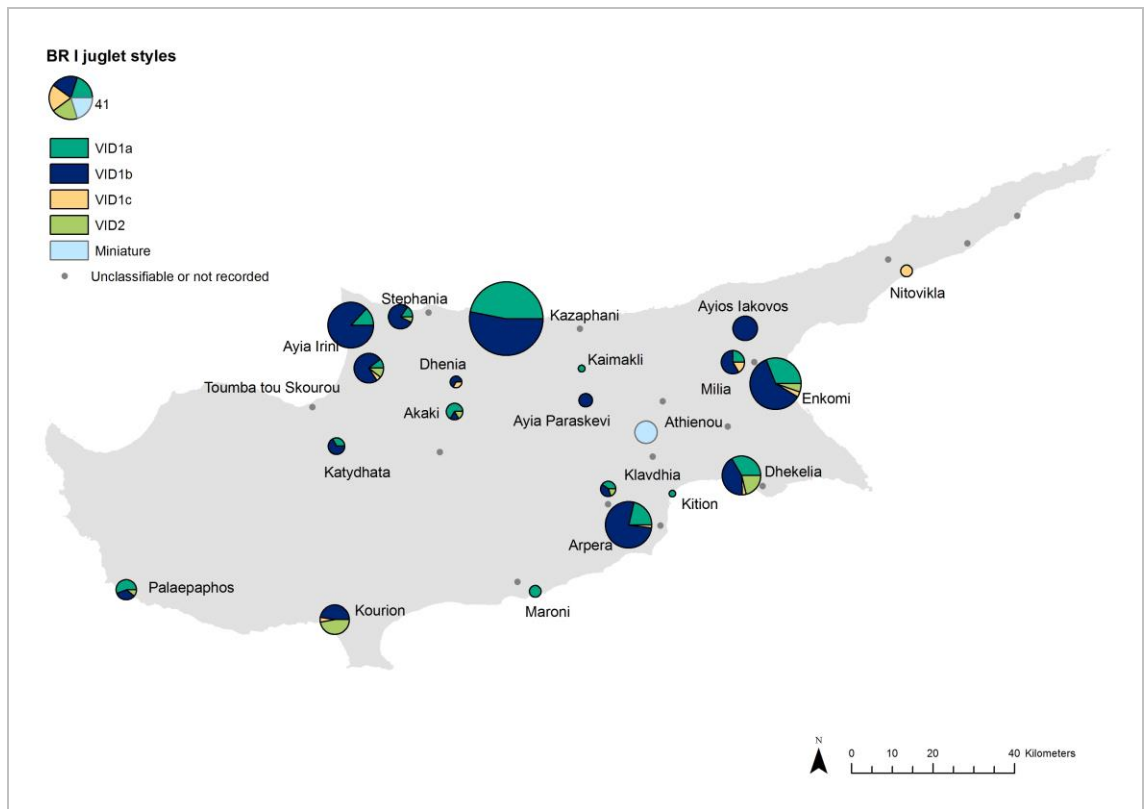 BR I juglet styles
41
VID1a
VID1b
VID1c
VID2
Miniature
Unclassifiable or not recorded
Stephania
Kazaphani
Ayios Iakovos
Nitovikla
Ayia Irini
Dhenia
Kaimakli
Milia
Enkomi
Toumba tou Skourou
Akaki
Ayia Paraskevi
Athienou
Katydhata
Klavdhia
Dhekelia
Kition
Arpera
Palaepaphos
Kourion
Maroni
N
0 10 20 40 Kilometers